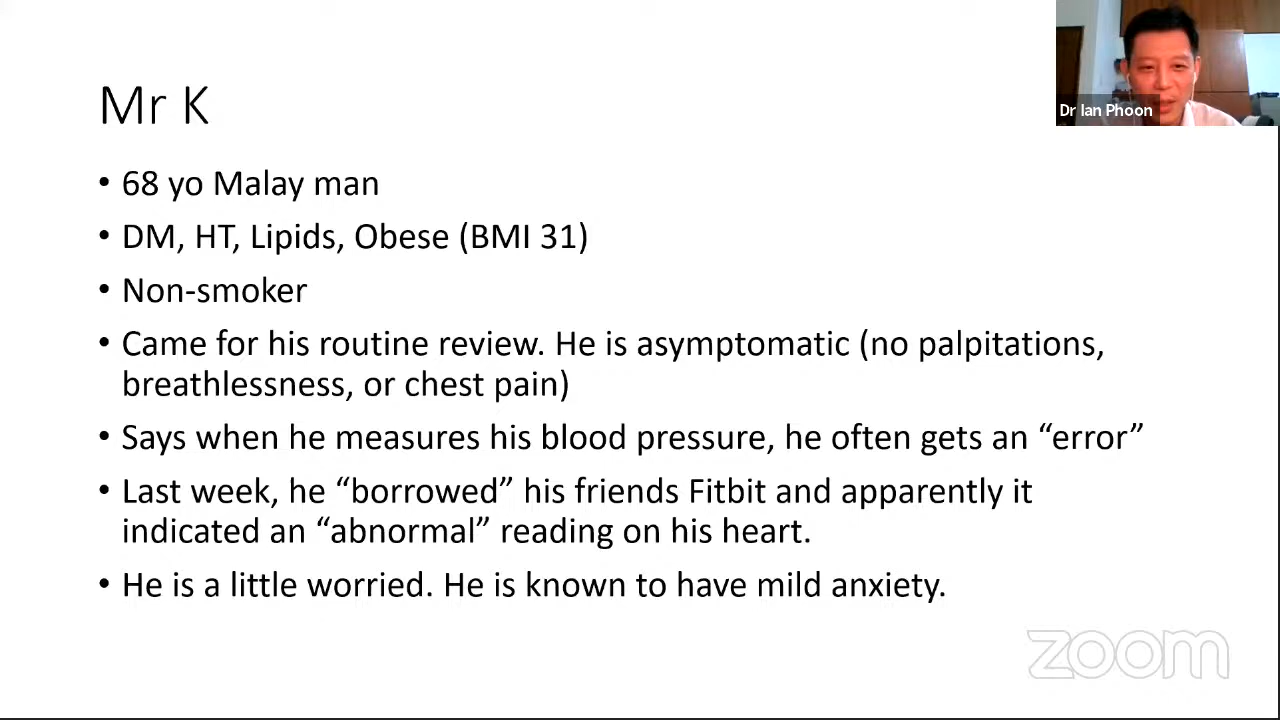 Mr K
Dr Ian Phoon
• 68 yo Malay man
• DM, HT, Lipids, Obese (BMI 31)
• Non-smoker
• Came for his routine review. He is asymptomatic (no palpitations,
breathlessness, or chest pain)
• Says when he measures his blood pressure, he often gets an “error”
• Last week, he “borrowed” his friends Fitbit and apparently it
indicated an “abnormal” reading on his heart.
• He is a little worried. He is known to have mild anxiety.
zoom